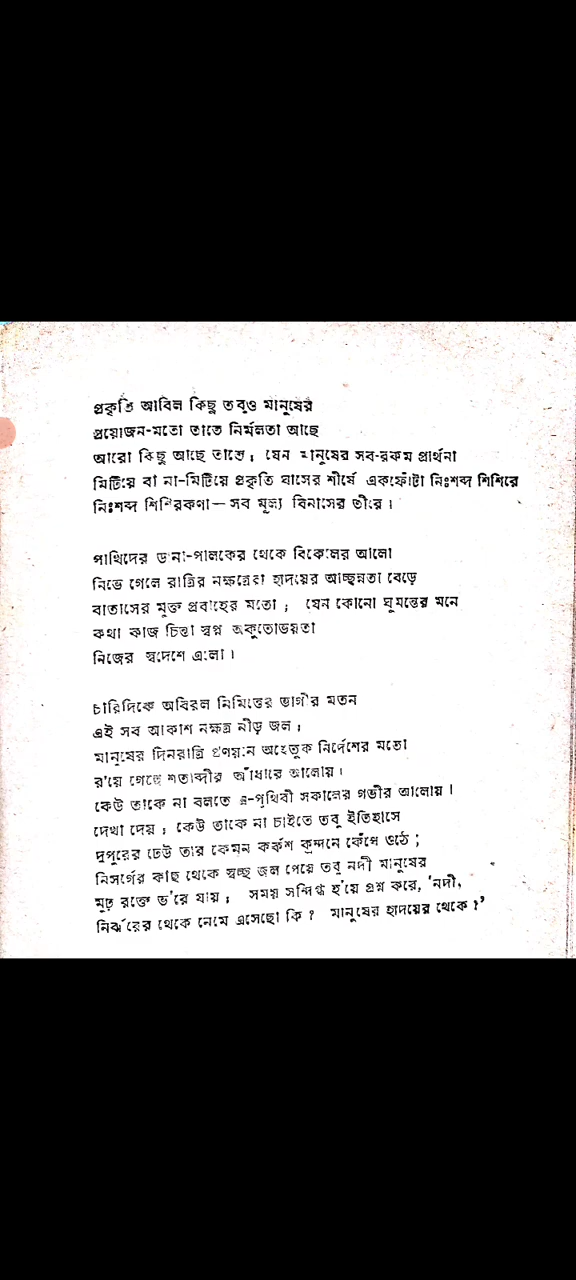 প্রকৃতি আবিল কিছু তবুও মানুষের
প্রয়োজন-মতো তাতে নির্মলতা আছে
আরো কিছু আছে তাতে; যেন মানুষের সব-রকম প্রার্থনা
মিটিয়ে বা না-মিটিয়ে প্রকৃতি ঘাসের শীর্ষে একফোঁটা নিঃশব্দ শিশিরে
নিঃশব্দ শিশিরকণা— সব মূল্য বিনাসের তীরে।
পাখিদের ডানা-পালকের থেকে বিকেলের আলো
নিভে গেলে রাত্রির নক্ষত্রেরা হৃদয়ের আচ্ছন্নতা বেড়ে
বাতাসের মুক্ত প্রবাহের মতো; যেন কোনো ঘুমন্তের মনে
কথা কাজ চিন্তা স্বপ্ন অকুতোভয়তা
নিজের স্বদেশে এলো।
চারিদিকে অবিরল নিমিত্তের ভাগীর মতন
এই সব আকাশ নক্ষত্র নীড় জল;
মানুষের দিনরাত্রি প্রণয়নে অহেতুক নির্দেশের মতো
র'য়ে গেছে শতাব্দীর আঁধারে আলোয়।
কেউ তাকে না বলতে এ-পৃথিবী সকালের গভীর আলোয়।
দেখা দেয়; কেউ তাকে না চাইতে তবু ইতিহাসে
দুপুরের ঢেউ তার কেমন কর্কশ ক্রন্দনে কেঁপে ওঠে;
নিসর্গের কাছ থেকে স্বচ্ছ জল পেয়ে তবু নদী মানুষের
মূঢ় রক্তে ভ'রে যায়; সময় সন্দিগ্ধ হ'য়ে প্রশ্ন করে, 'নদী,
নির্ঝরের থেকে নেমে এসেছো কি? মানুষের হৃদয়ের থেকে?'